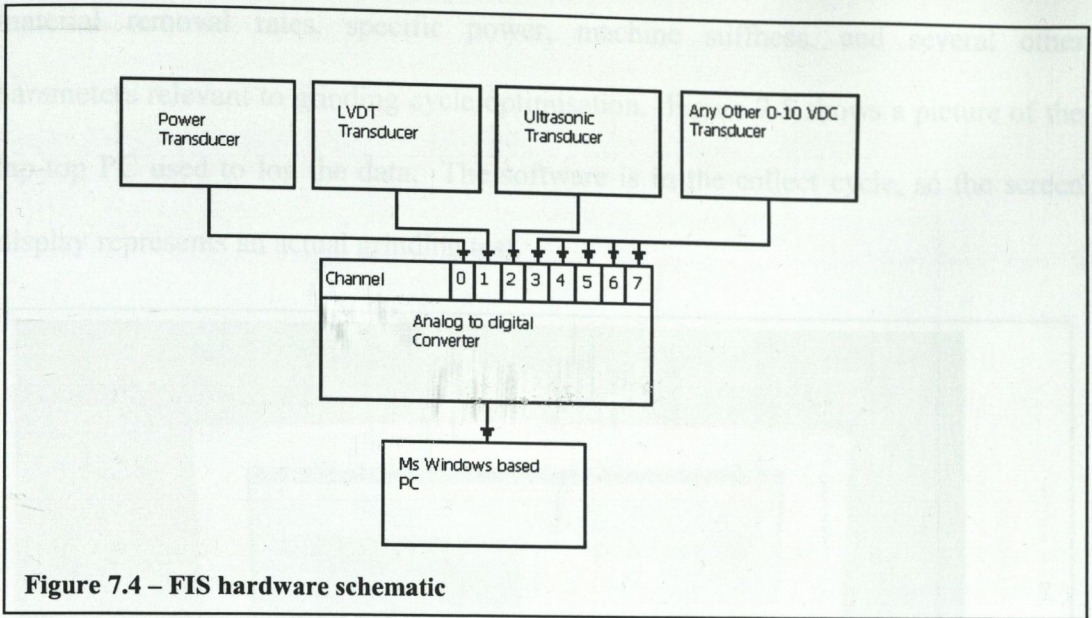 material removal rates, specific power, machine stiffness, and several other
parameters relevant to grinding cycle optimisation. shows a picture of the
lap-top PC used to log the data. The software is in the collect cycle, so the screen
display represents an actual grinding
Power
Transducer
LVDT
Transducer
Ultrasonic
Transducer
Any Other 0-10 VDC
Transducer
Channel 0 1 2 3 4 5 6 7
Analog to digital
Converter
Ms Windows based
PC
Figure 7.4 – FIS hardware schematic